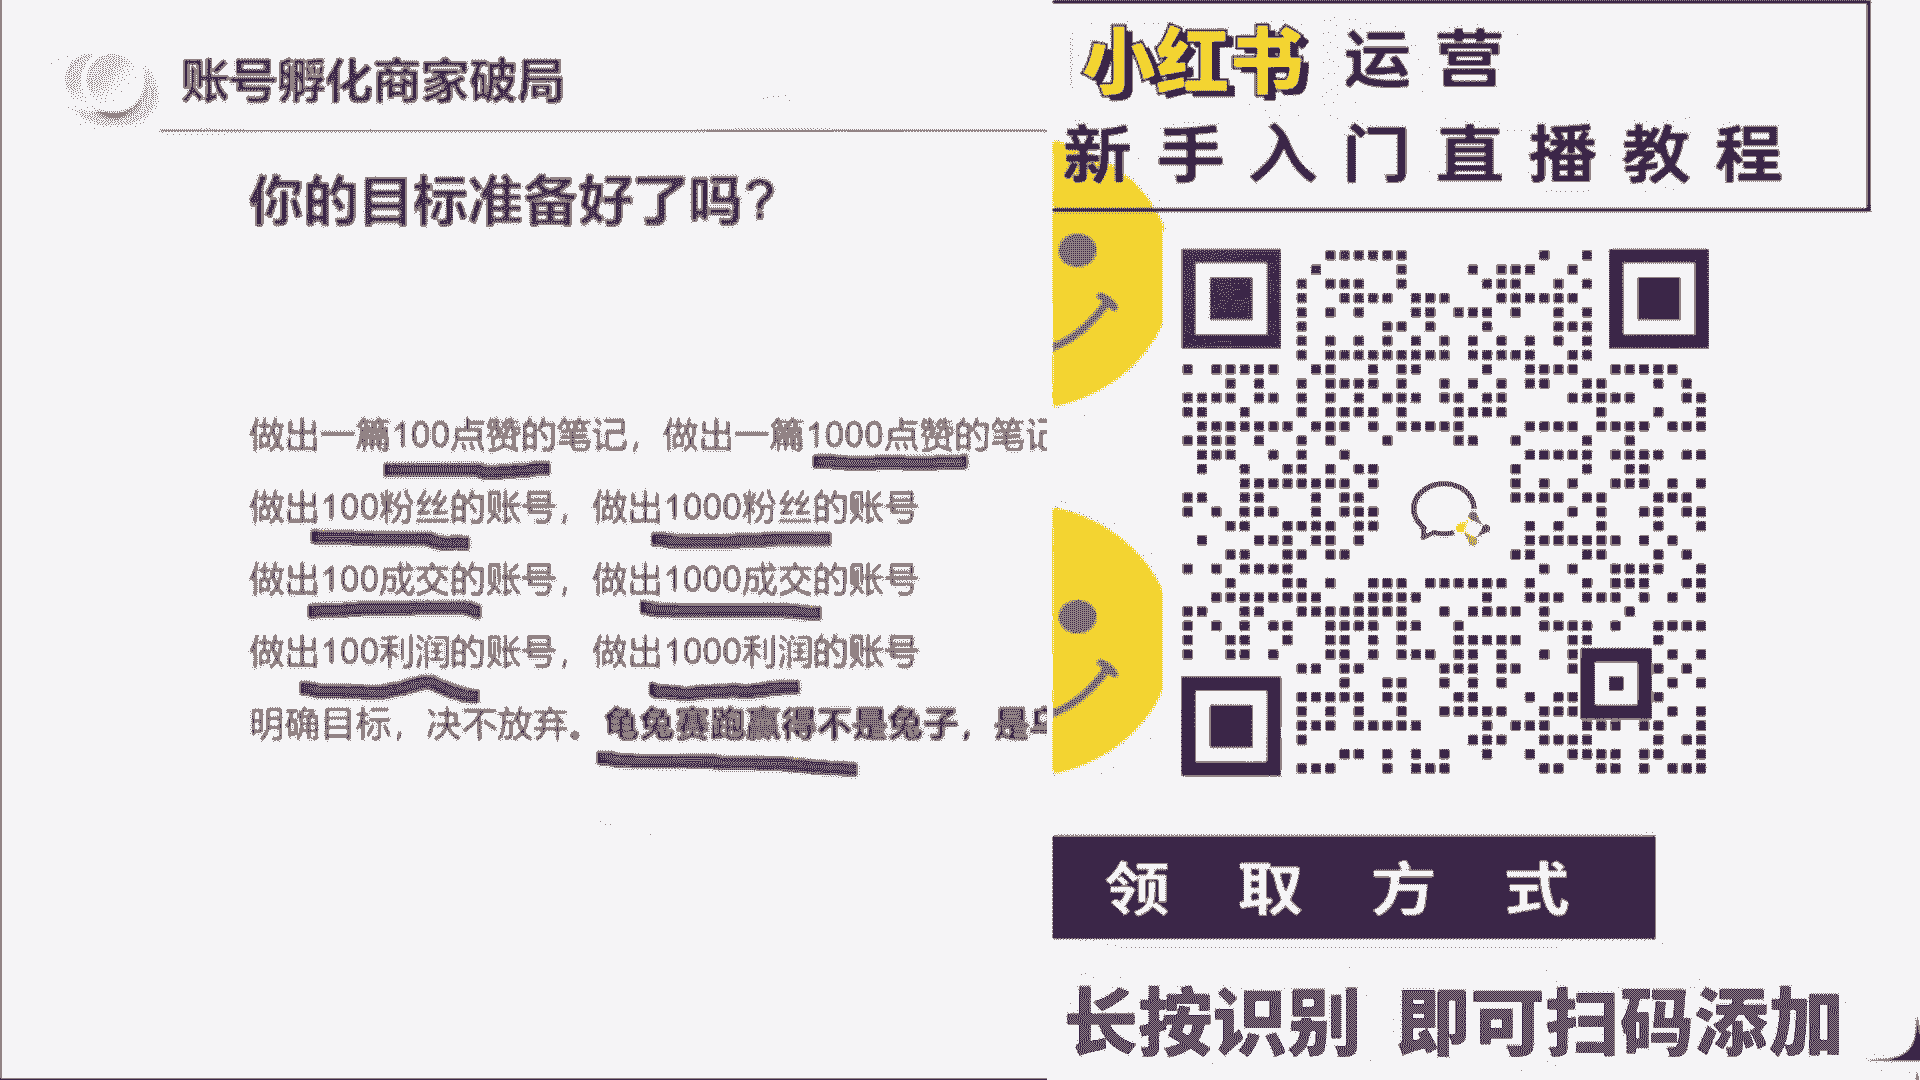 账号孵化商家破局
你的目标准备好了吗？
做出一篇100点赞的笔记，做出一篇1000点赞的笔记
做出100粉丝的账号，做出1000粉丝的账号
做出100成交的账号，做出1000成交的账号
做出100利润的账号，做出1000利润的账号
明确目标，决不放弃。龟兔赛跑赢得不是兔子，是
小红书 运营
新手入门直播教程
领取方式
长按识别 即可扫码添加